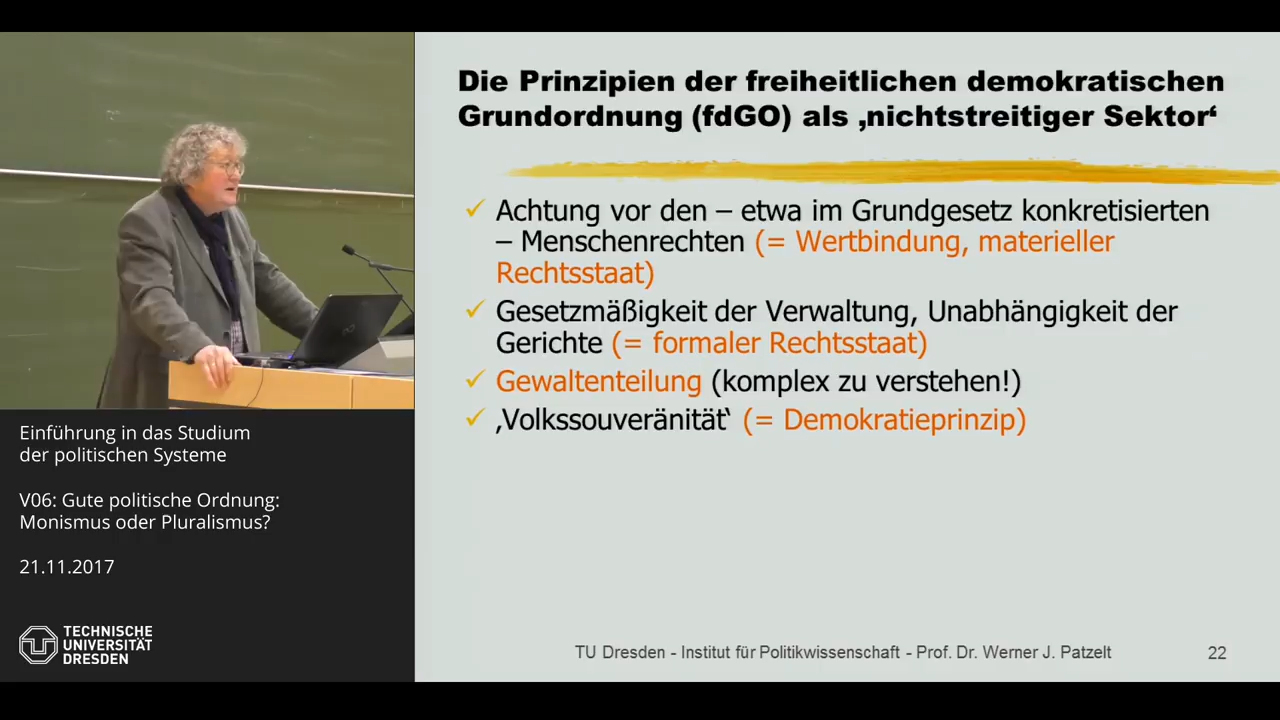 Die Prinzipien der freiheitlichen demokratischen
Grundordnung (fdGO) als ‚nichtstreitiger Sektor‘
✓ Achtung vor den – etwa im Grundgesetz konkretisierten
– Menschenrechten (= Wertbindung, materieller
Rechtsstaat)
✓ Gesetzmäßigkeit der Verwaltung, Unabhängigkeit der
Gerichte (= formaler Rechtsstaat)
✓ Gewaltenteilung (komplex zu verstehen!)
✓ ‚Volkssouveränität‘ (= Demokratieprinzip)
TU Dresden - Institut für Politikwissenschaft - Prof. Dr. Werner J. Patzelt
22
Einführung in das Studium
der politischen Systeme
V06: Gute politische Ordnung:
Monismus oder Pluralismus?
21.11.2017
TECHNISCHE
UNIVERSITÄT
DRESDEN